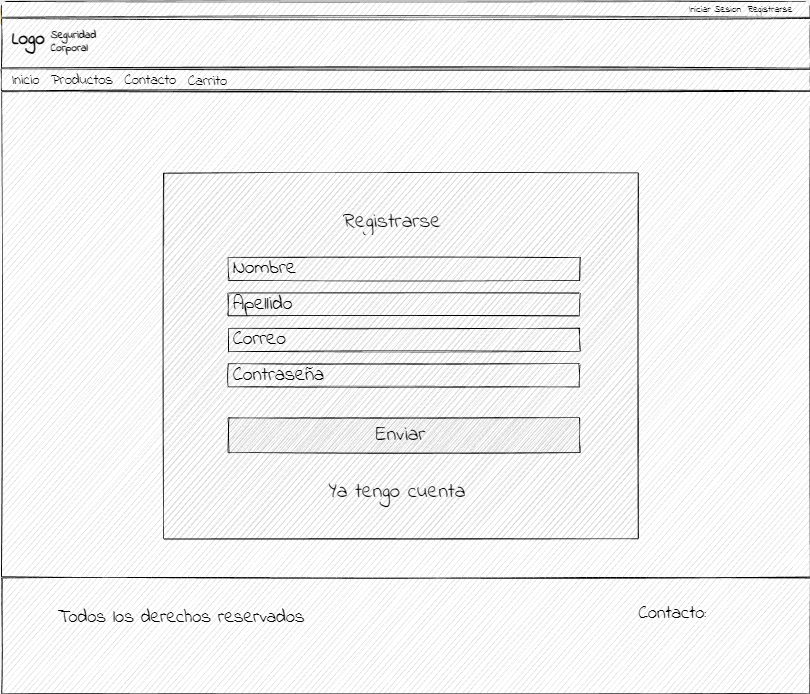 Iniciar Sesion Registrarse
Logo Seguridad
Corporal
Inicio Productos Contacto Carrito
Registrarse
Nombre
Apellido
Correo
Contraseña
Enviar
Ya tengo cuenta
Todos los derechos reservados
Contacto: